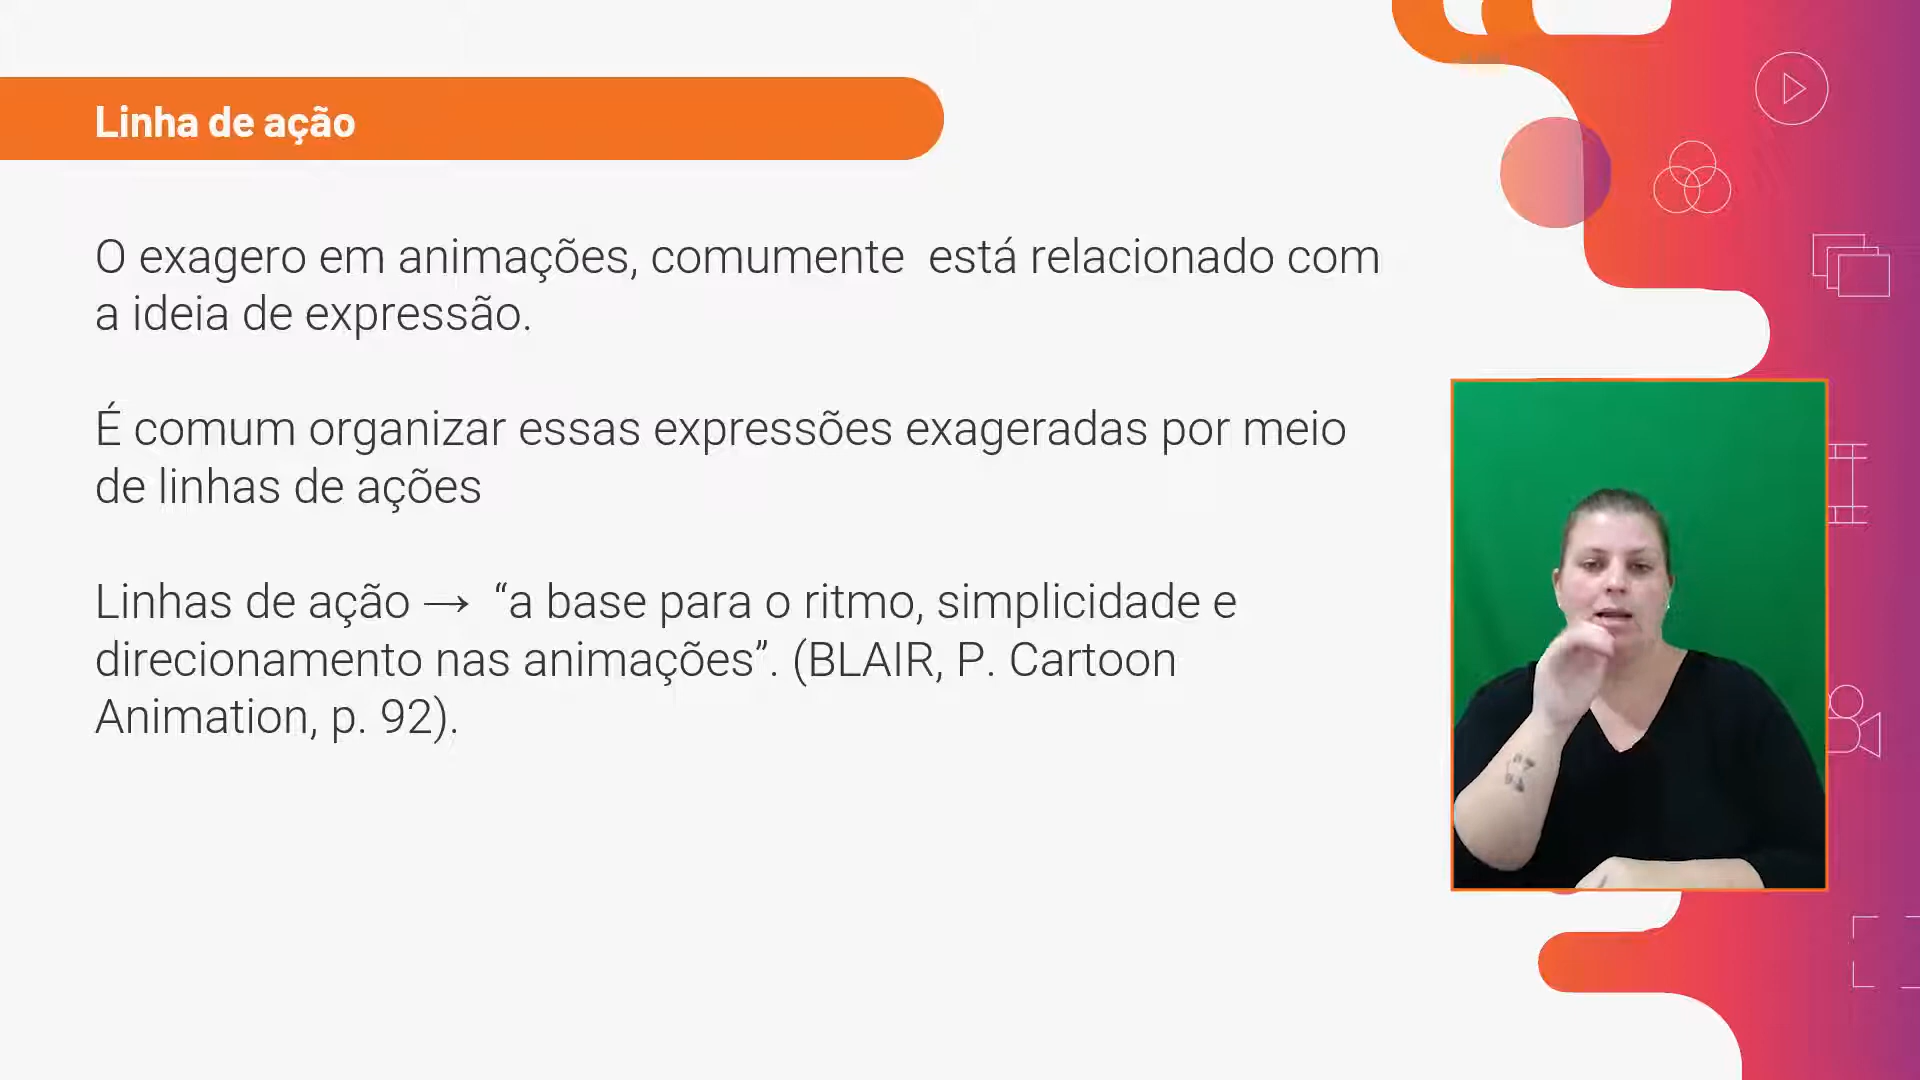 Linha de ação
O exagero em animações, comumente  está relacionado com
a ideia de expressão.
É comum organizar essas expressões exageradas por meio
de linhas de ações
Linhas de ação → “a base para o ritmo, simplicidade e
direcionamento nas animações”. (BLAIR, P. Cartoon
Animation, p. 92).